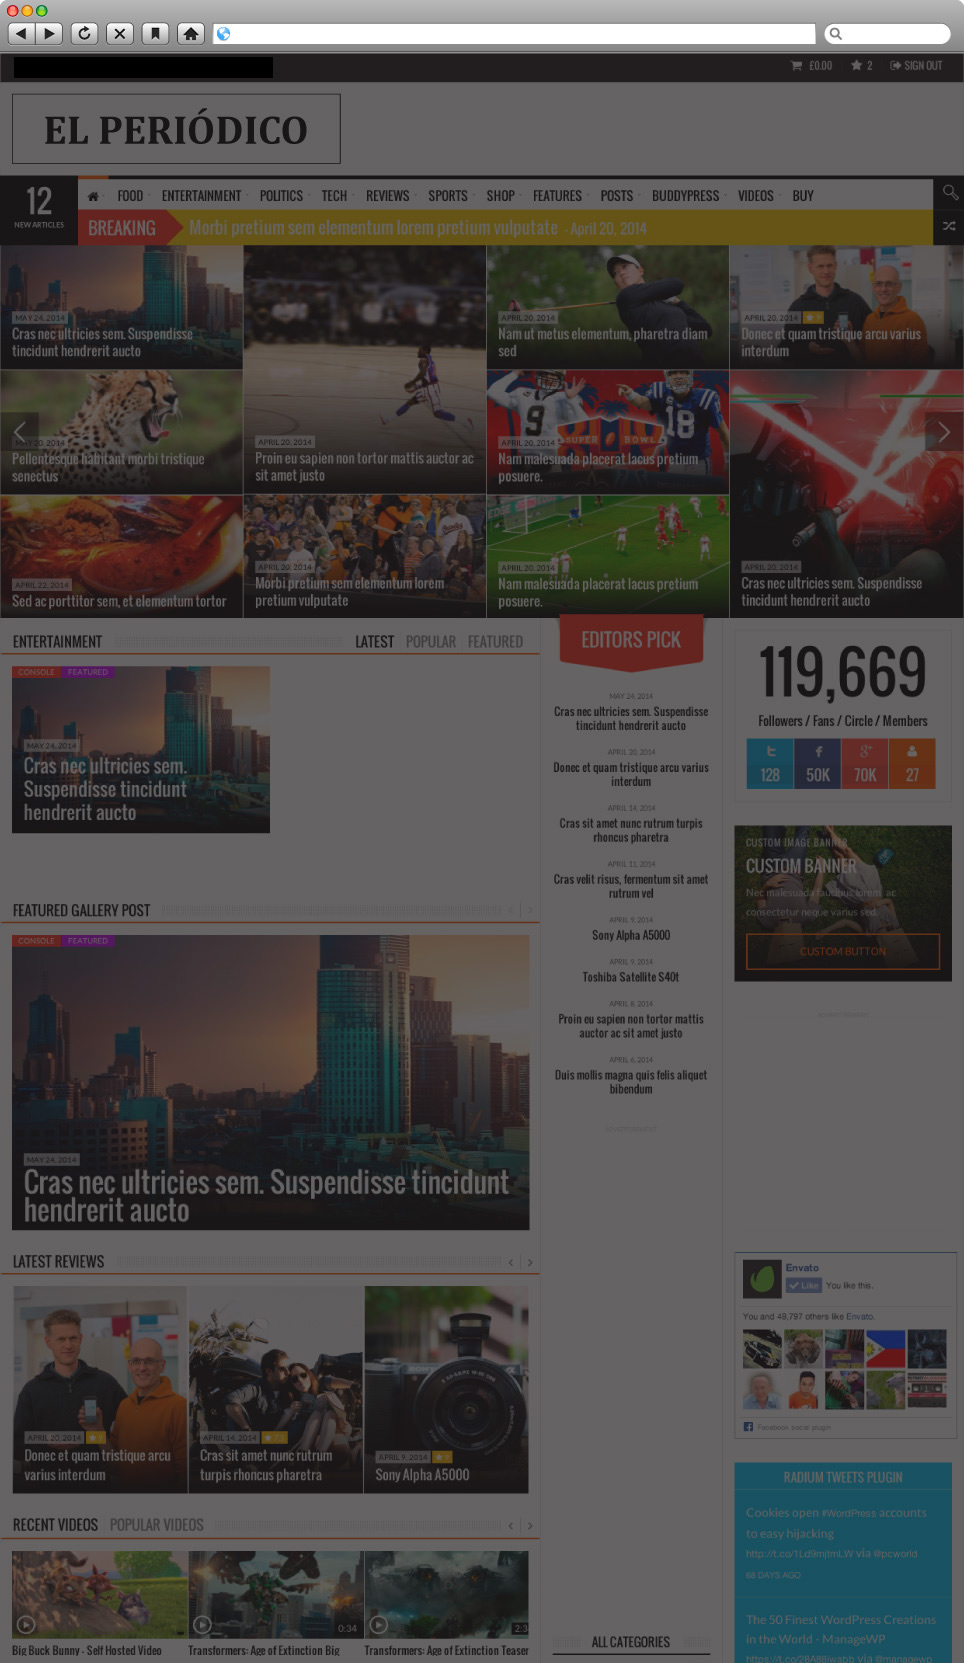 £0.00 2 SIGN OUT
EL PERIÓDICO
12
NEW ARTICLES
FOOD ENTERTAINMENT POLITICS TECH REVIEWS SPORTS SHOP FEATURES POSTS BUDDYPRESS VIDEOS BUY
BREAKING Morbi pretium sem elementum lorem pretium vulputate - April 20, 2014
MAY 24, 2014
Cras nec ultricies sem. Suspendisse
tincidunt hendrerit aucto
MAY 20, 2014
Pellentesque habitant morbi tristique
senectus
APRIL 22, 2014
Sed ac porttitor sem, et elementum tortor
APRIL 20, 2014
Proin eu sapien non tortor mattis auctor ac
sit amet justo
APRIL 20, 2014
Morbi pretium sem elementum lorem
pretium vulputate
APRIL 20, 2014
Nam ut metus elementum, pharetra diam
sed
9
18
SUPER BOWL
APRIL 20, 2014
Nam malesuada placerat lacus pretium
posuere.
APRIL 20, 2014
Nam malesuada placerat lacus pretium
posuere.
APRIL 20, 2014
Donec et quam tristique arcu varius
interdum
APRIL 20, 2014
Cras nec ultricies sem. Suspendisse
tincidunt hendrerit aucto
ENTERTAINMENT LATEST POPULAR FEATURED
CONSOLE FEATURED
MAY 24, 2014
Cras nec ultricies sem.
Suspendisse tincidunt
hendrerit aucto
FEATURED GALLERY POST
CONSOLE FEATURED
MAY 24, 2014
Cras nec ultricies sem. Suspendisse tincidunt
hendrerit aucto
LATEST REVIEWS
APRIL 20, 2014
Donec et quam tristique arcu
varius interdum
APRIL 14, 2014
Cras sit amet nunc rutrum
turpis rhoncus pharetra
SONY
APRIL 9, 2014
Sony Alpha A5000
RECENT VIDEOS POPULAR VIDEOS
0:34
2:3
Big Buck Bunny - Self Hosted Video
Transformers: Age of Extinction Big
Transformers: Age of Extinction Teaser
EDITORS PICK
MAY 24, 2014
Cras nec ultricies sem. Suspendisse
tincidunt hendrerit aucto
APRIL 20, 2014
Donec et quam tristique arcu varius
interdum
APRIL 14, 2014
Cras sit amet nunc rutrum turpis
rhoncus pharetra
APRIL 11, 2014
Cras velit risus, fermentum sit amet
rutrum vel
APRIL 9, 2014
Sony Alpha A5000
APRIL 9, 2014
Toshiba Satellite S40t
APRIL 8, 2014
Proin eu sapien non tortor mattis
auctor ac sit amet justo
APRIL 6, 2014
Duis mollis magna quis felis aliquet
bibendum
ADVERTISEMENT
ALL CATEGORIES
119,669
Followers / Fans / Circle / Members
128 50K 70K 27
CUSTOM IMAGE BANNER
CUSTOM BANNER
Nec malesuada faucibus lorem ac
consectetur neque varius sed.
CUSTOM BUTTON
ADVERTISEMENT
Envato
Like You like this.
You and 49,797 others like Envato.
Facebook social plugin
RADIUM TWEETS PLUGIN
Cookies open #WordPress accounts
to easy hijacking
http://t.co/1Ld9mjtmLW via @pcworld
68 DAYS AGO
The 50 Finest WordPress Creations
in the World - ManageWP
https://t.co/28A88iwabb via @managewp